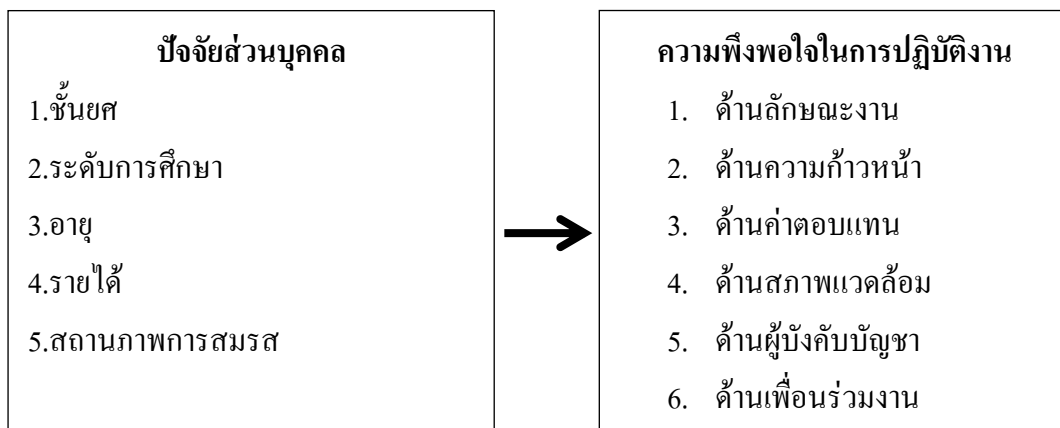 ปัจจัยส่วนบุคคล
1.ชั้นยศ
2.ระดับการศึกษา
3.อายุ
4.รายได้
5.สถานภาพการสมรส
ความพึงพอใจในการปฏิบัติงาน
1. ด้านลักษณะงาน
2. ด้านความก้าวหน้า
3. ด้านค่าตอบแทน
4. ด้านสภาพแวดล้อม
5. ด้านผู้บังคับบัญชา
6. ด้านเพื่อนร่วมงาน